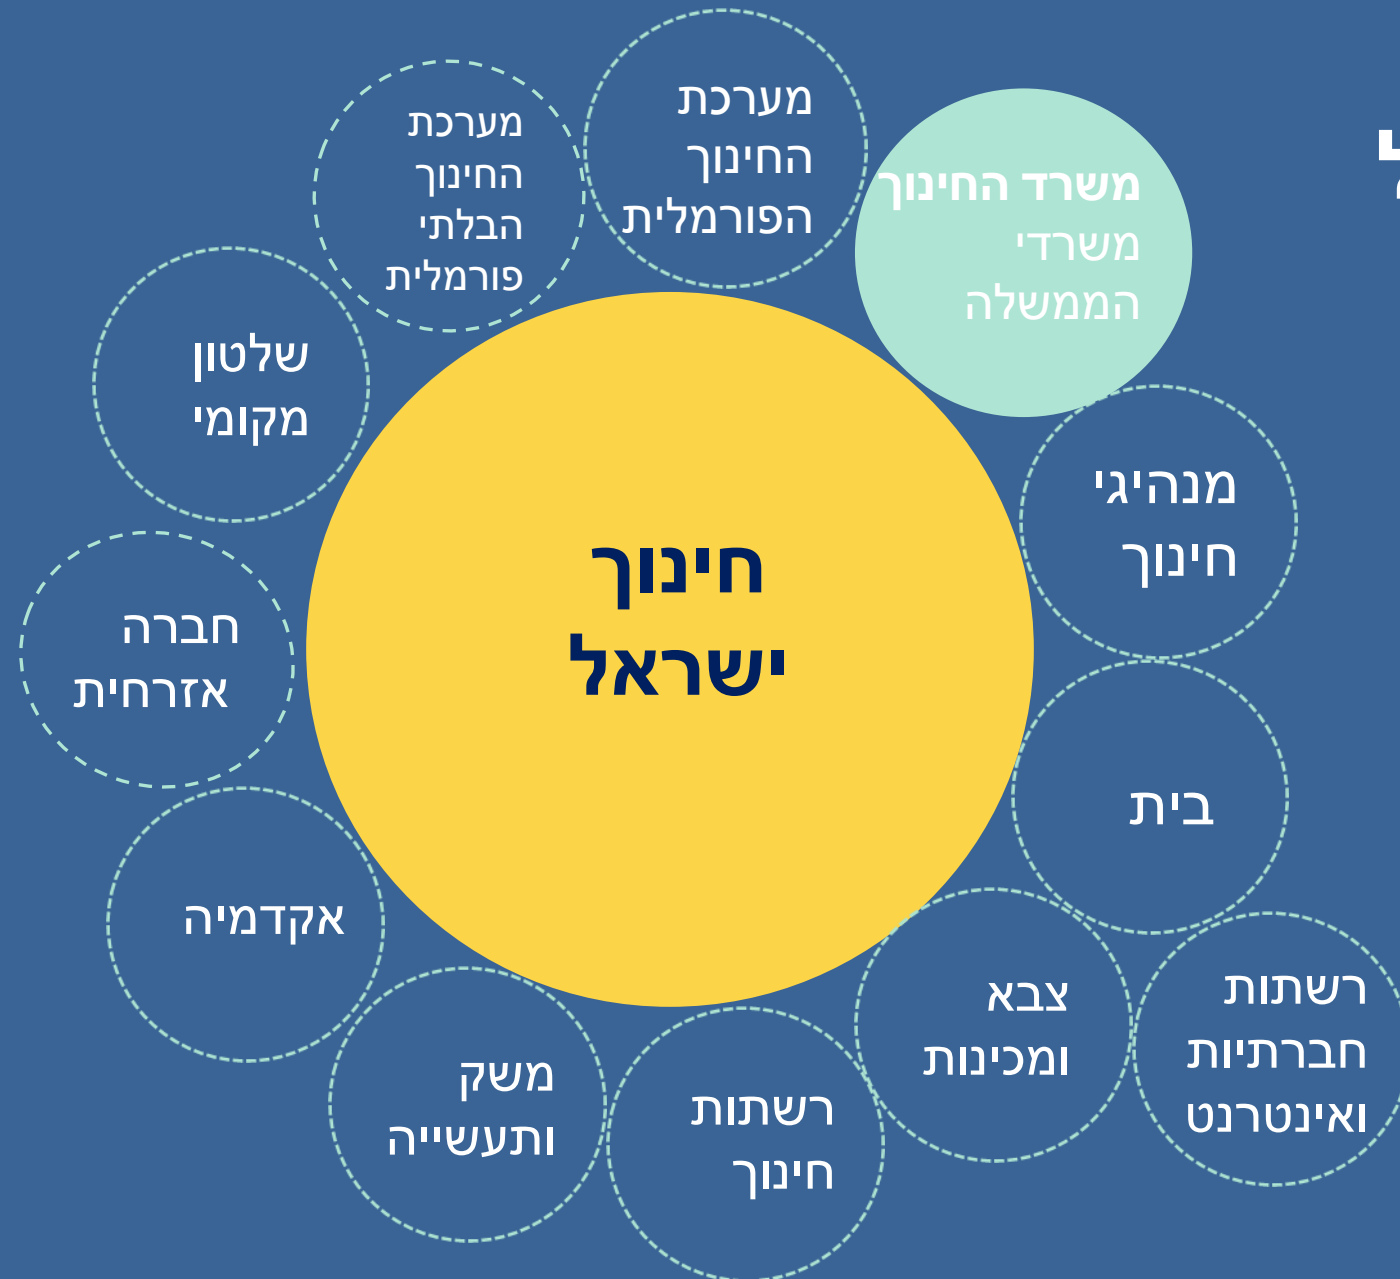 מערכת
החינוך
הפורמלית
משרד החינוך
משרדי
הממשלה
מנהיגי
חינוך
בית
רשתות
חברתיות
ואינטרנט
צבא
ומכינות
רשתות
חינוך
משק
ותעשייה
אקדמיה
חברה
אזרחית
שלטון
מקומי
מערכת
החינוך
הבלתי
פורמלית
חינוך
ישראל